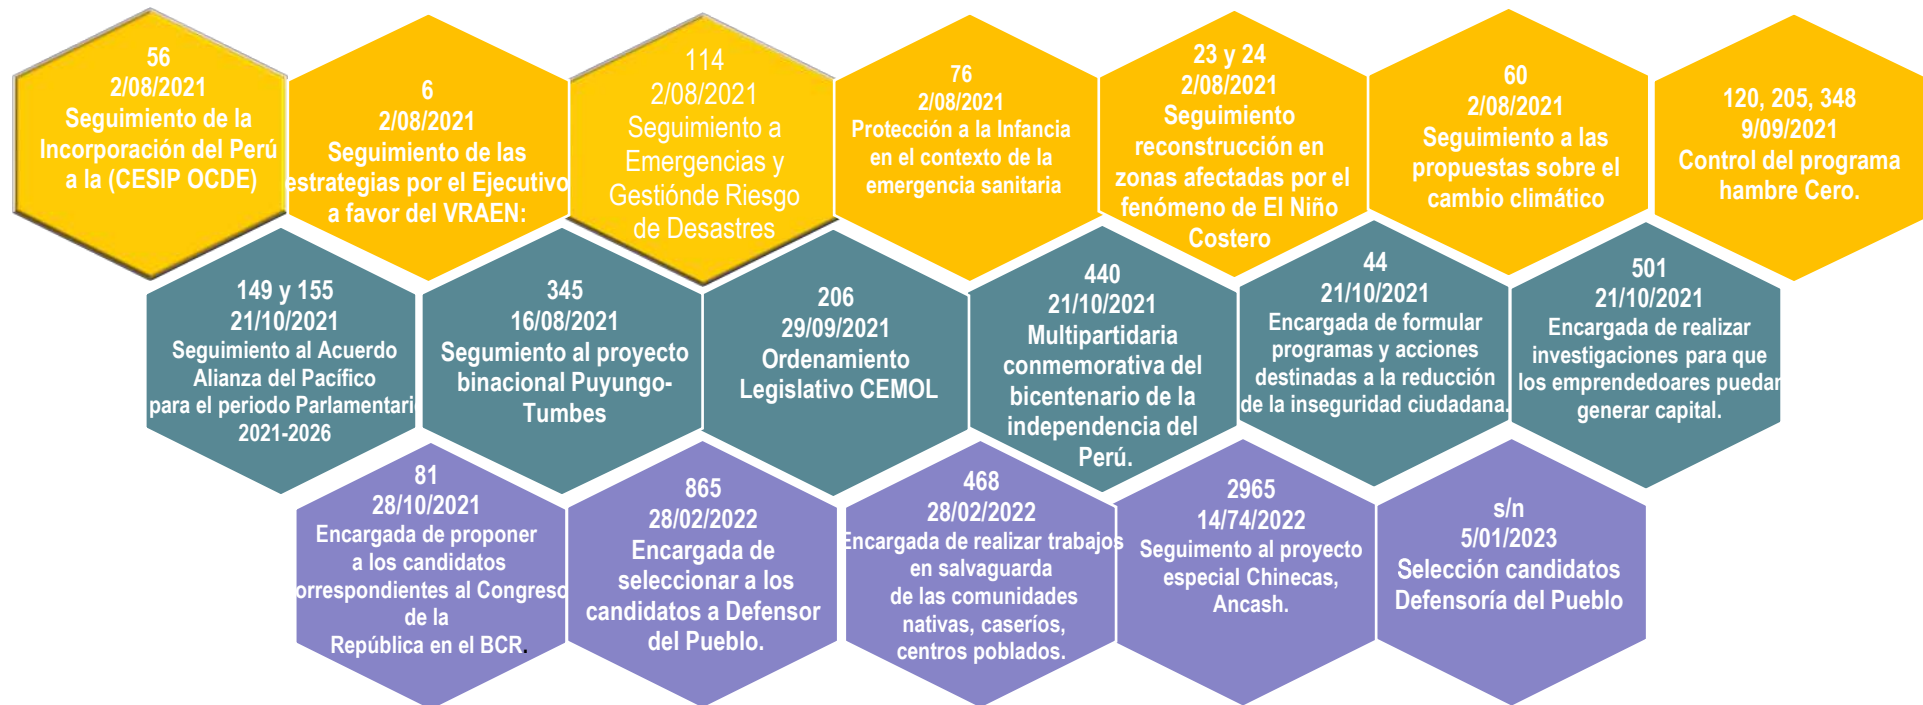 56
2/08/2021
Seguimiento de la
Incorporación del Perú
a la (CESIP OCDE)
6
2/08/2021
Seguimiento de las
estrategias por el Ejecutivo
a favor del VRAEN:
114
2/08/2021
Seguimiento a
Emergencias y
Gestiónde Riesgo
de Desastres
76
2/08/2021
Protección a la Infancia
en el contexto de la
emergencia sanitaria
23 y 24
2/08/2021
Seguimiento
reconstrucción en
zonas afectadas por el
fenómeno de El Niño
Costero
60
2/08/2021
Seguimiento a las
propuestas sobre el
cambio climático
120, 205, 348
9/09/2021
Control del programa
hambre Cero.
149 y 155
21/10/2021
Seguimiento al Acuerdo
Alianza del Pacífico
para el periodo Parlamentari
2021-2026
345
16/08/2021
Segumiento al proyecto
binacional Puyungo-
Tumbes
206
29/09/2021
Ordenamiento
Legislativo CEMOL
440
21/10/2021
Multipartidaria
conmemorativa del
bicentenario de la
independencia del
Perú.
44
21/10/2021
Encargada de formular
programas y acciones
destinadas a la reducción
de la inseguridad ciudadana.
501
21/10/2021
Encargada de realizar
investigaciones para que
los emprendedoares puedan
generar capital.
81
28/10/2021
Encargada de proponer
a los candidatos
orrespondientes al Congreso
de la
República en el BCR.
865
28/02/2022
Encargada de
seleccionar a los
candidatos a Defensor
del Pueblo.
468
28/02/2022
Encargada de realizar trabajos
en salvaguarda
de las comunidades
nativas, caseríos,
centros poblados.
2965
14/74/2022
Seguimento al proyecto
especial Chinecas,
Ancash.
s/n
5/01/2023
Selección candidatos
Defensoría del Pueblo